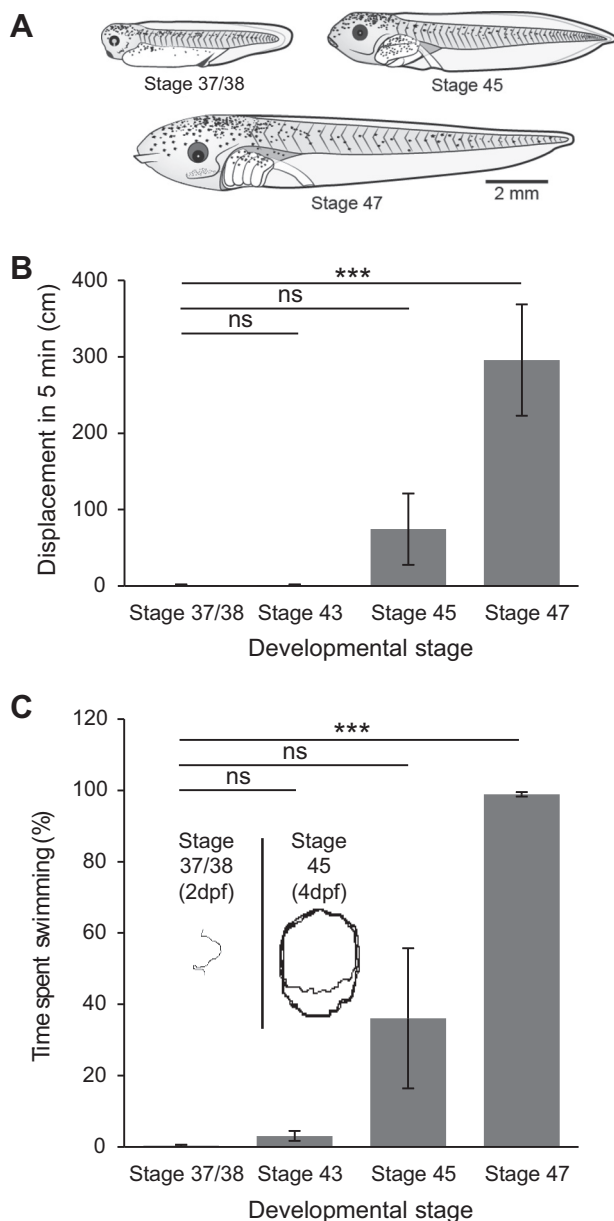 A
Stage 37/38
Stage 45
Stage 47
2 mm
B
Displacement in 5 min (cm)
400
300
200
100
0
***
ns
ns
Stage 37/38 Stage 43 Stage 45 Stage 47
Developmental stage
C
Time spent swimming (%)
120
100
80
60
40
20
0
***
ns
ns
Stage
37/38
(2dpf)
Stage
45
(4dpf)
Stage 37/38 Stage 43 Stage 45 Stage 47
Developmental stage